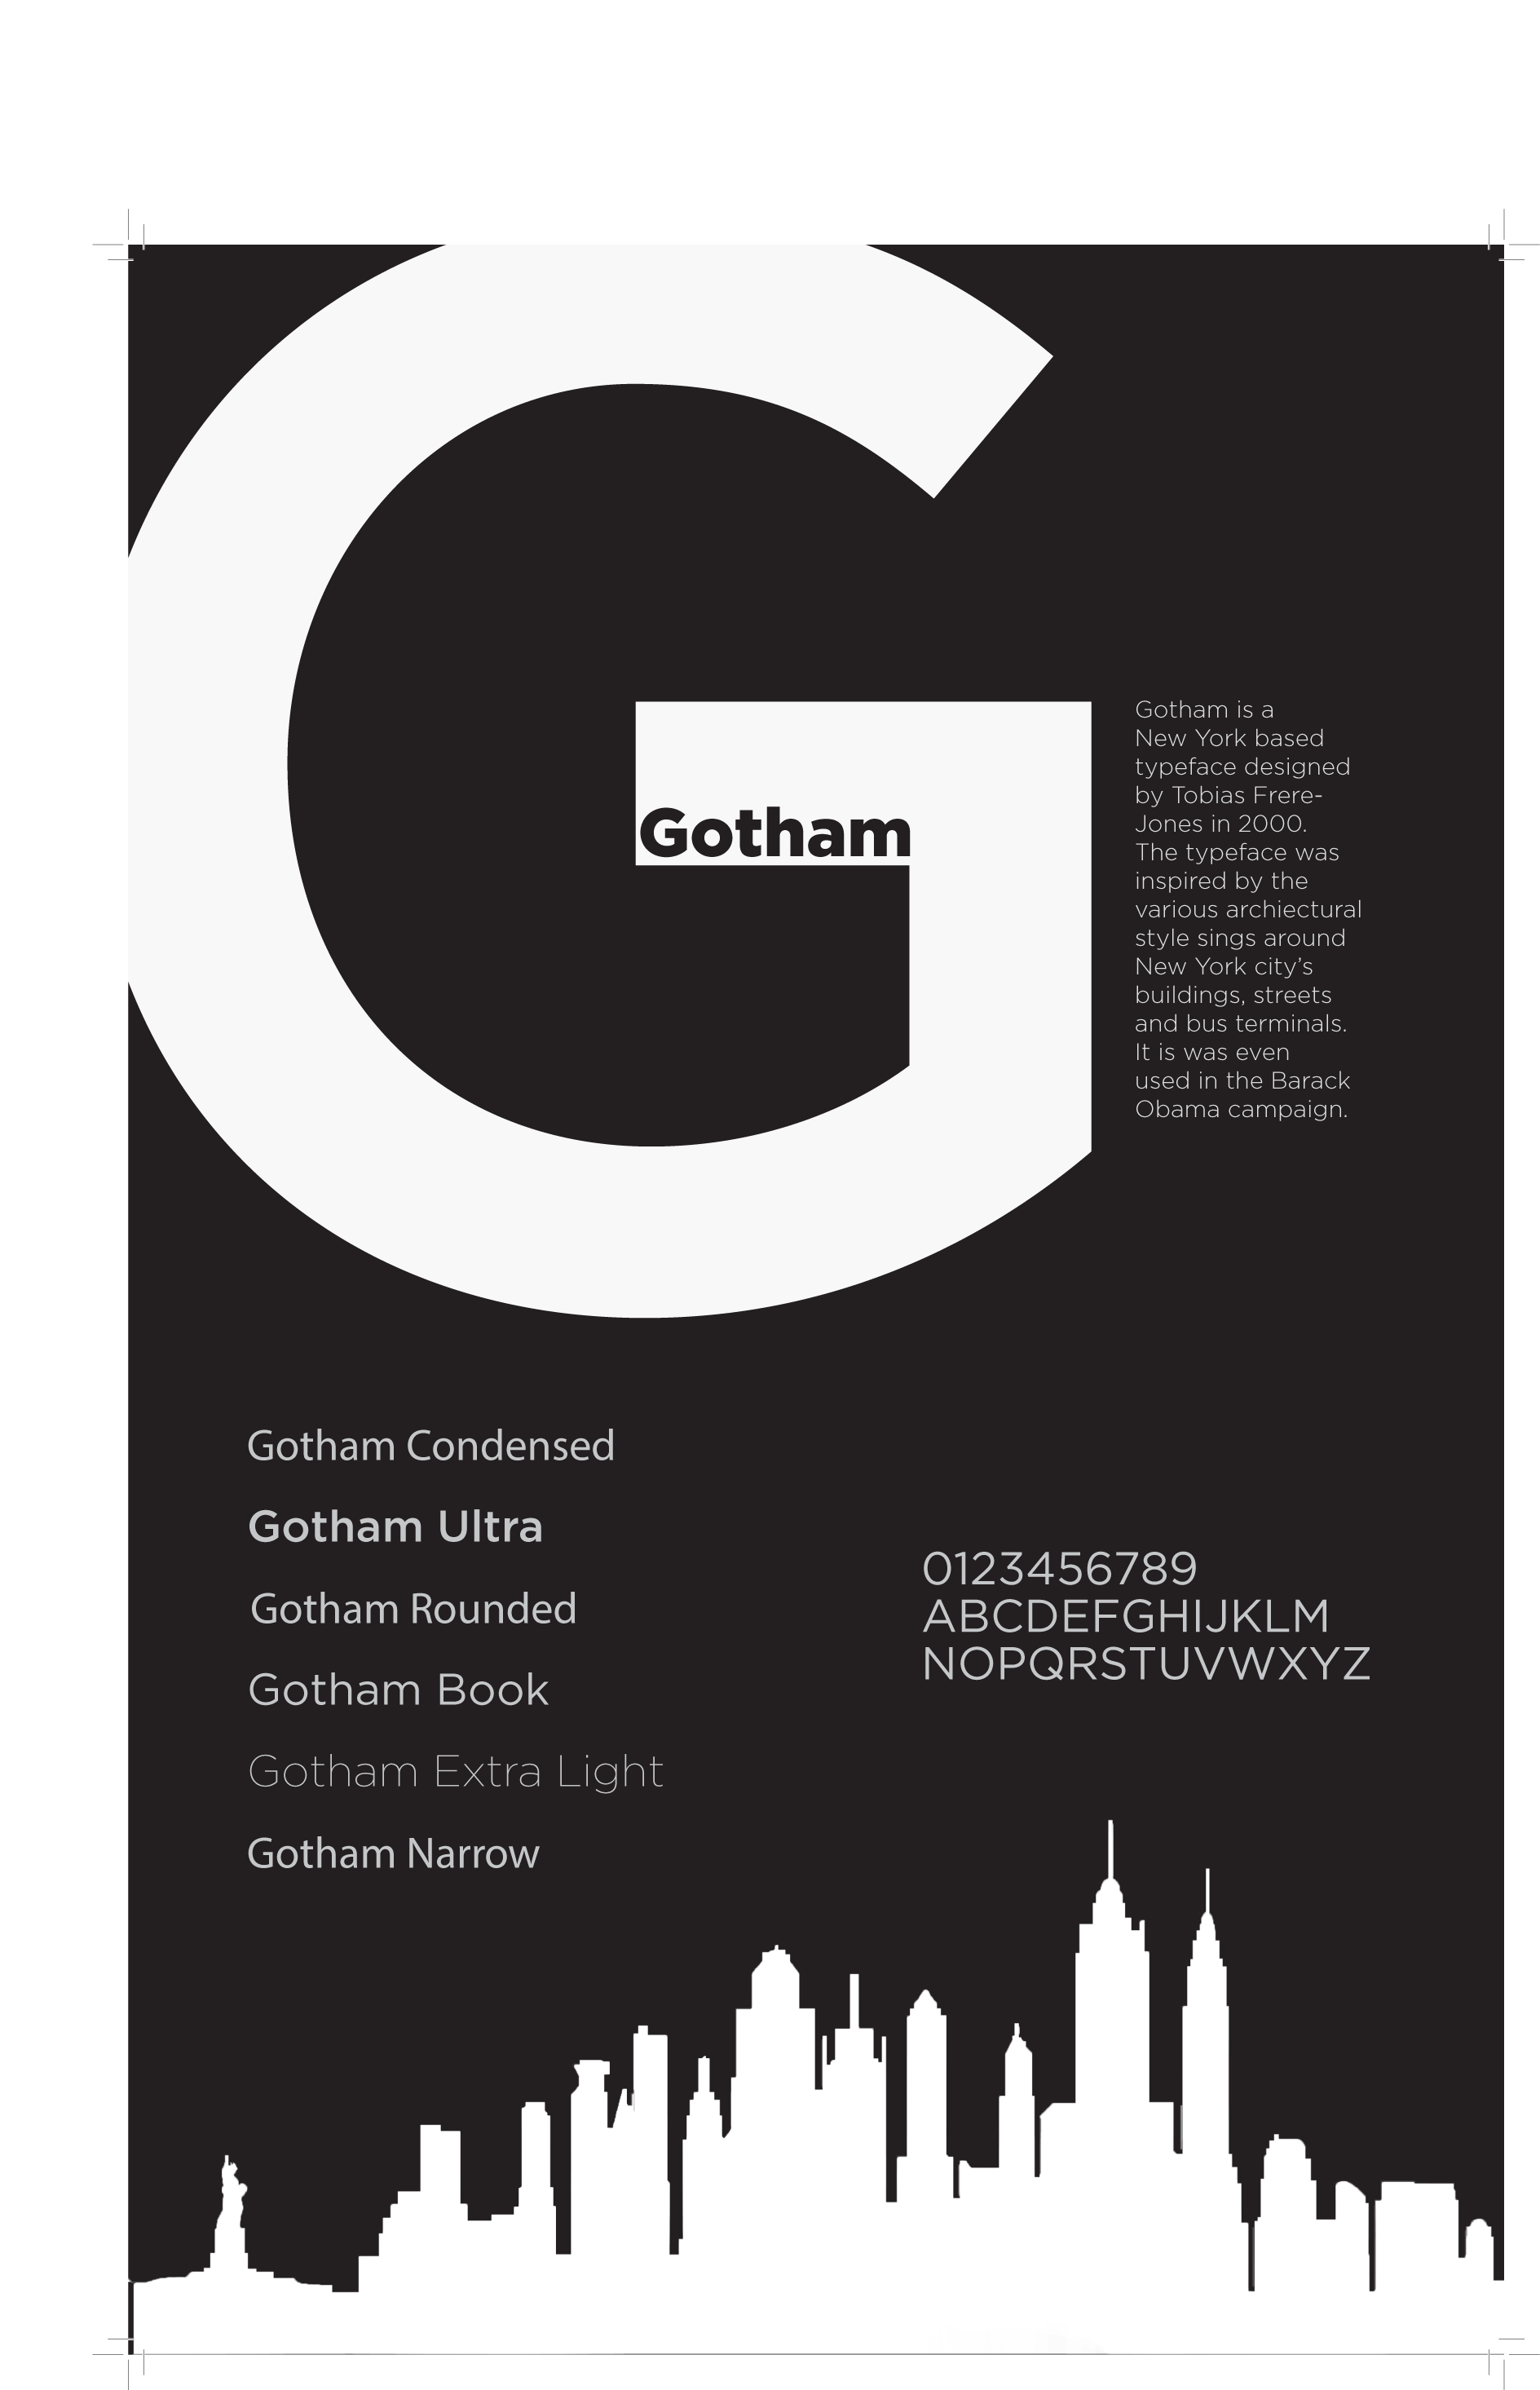 G
Gotham
Gotham is a
New York based
typeface designed
by Tobias Frere-
Jones in 2000.
The typeface was
inspired by the
various archiectural
style sings around
New York city’s
buildings, streets
and bus terminals.
It is was even
used in the Barack
Obama campaign.
Gotham Condensed
Gotham Ultra
Gotham Rounded
Gotham Book
Gotham Extra Light
Gotham Narrow
0123456789
ABCDEFGHIJKLM
NOPQRSTUVWXYZ